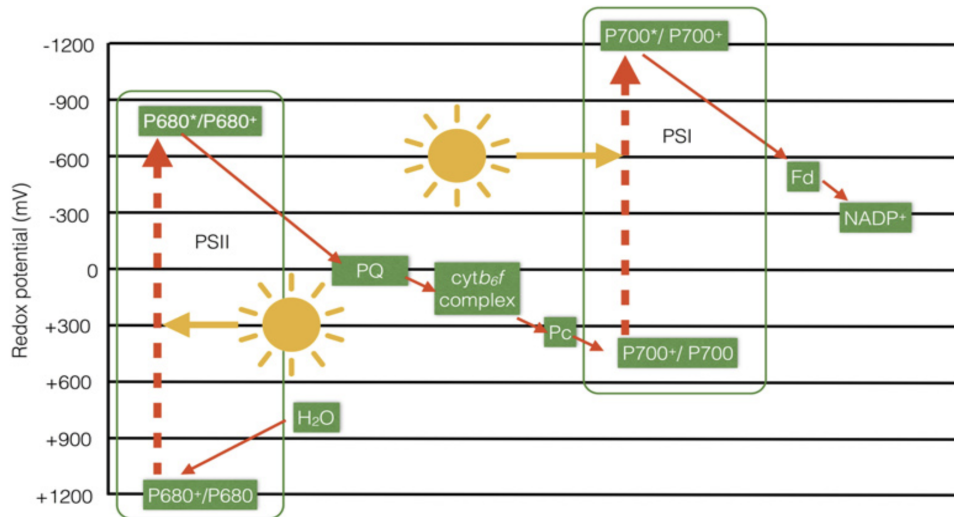 -1200
-900
-600
-300
0
+300
+600
+900
+1200
Redox potential (mV)
P680*/P680⁺
PSII
P680⁺/P680
H₂O
PQ
cytb₆f
complex
Pc
P700*/ P700⁺
PSI
P700⁺/ P700
Fd
NADP⁺